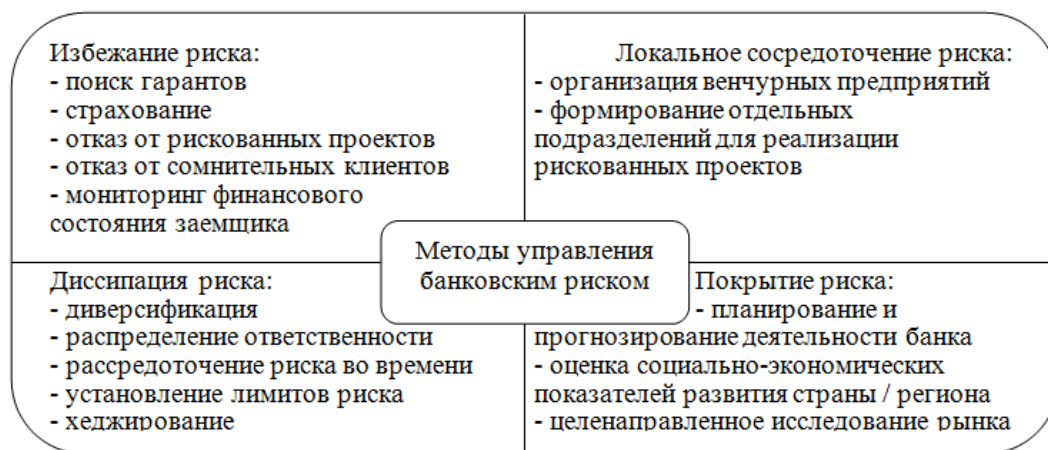 Избежание риска:
- поиск гарантов
- страхование
- отказ от рискованных проектов
- отказ от сомнительных клиентов
- мониторинг финансового
состояния заемщика
Локальное сосредоточение риска:
- организация венчурных предприятий
- формирование отдельных
подразделений для реализации
рискованных проектов
Методы управления
банковским риском
Диссипация риска:
- диверсификация
- распределение ответственности
- рассредоточение риска во времени
- установление лимитов риска
- хеджирование
Покрытие риска:
- планирование и
прогнозирование деятельности банка
- оценка социально-экономических
показателей развития страны / региона
- целенаправленное исследование рынка